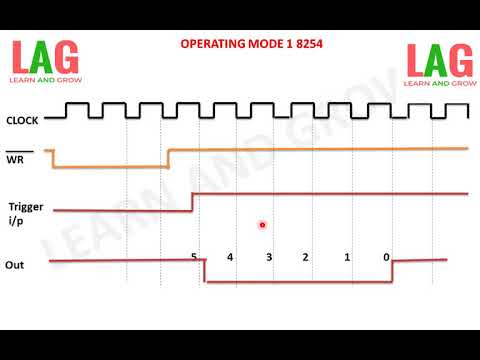 OPERATING MODE 1 8254
LAG
LEARN AND GROW
LAG
LEARN AND GROW
LEARN AND GROW
CLOCK
WR
Trigger
i/p
Out
5 4 3 2 1 0